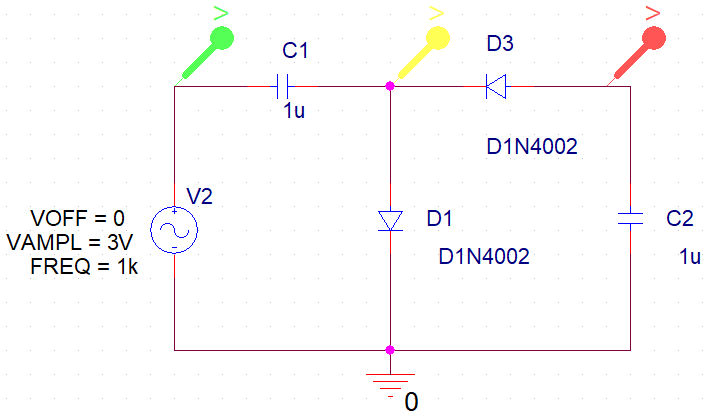 V
V
V
C1
1u
D3
D1N4002
V2
VOFF = 0
VAMPL = 3V
FREQ = 1k
D1
D1N4002
C2
1u
0